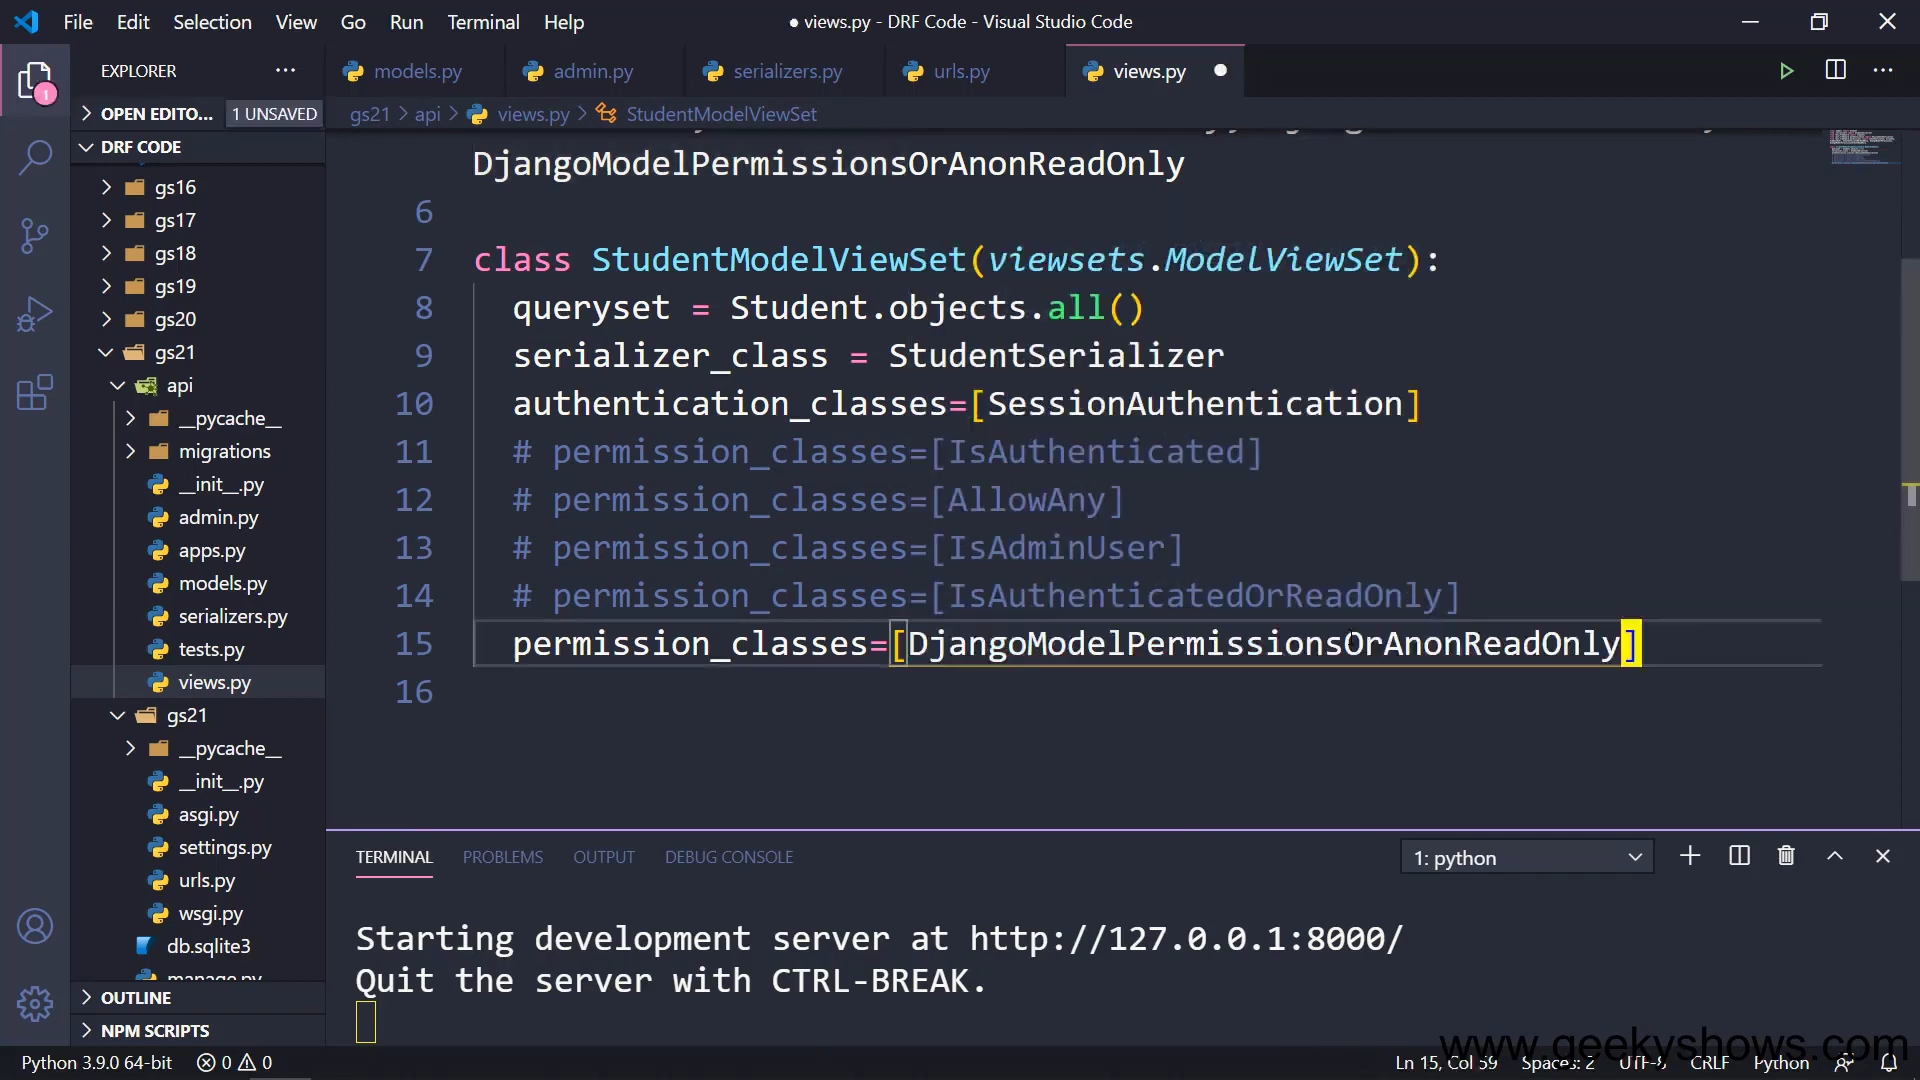 File Edit Selection View Go Run Terminal Help
● views.py - DRF Code - Visual Studio Code
EXPLORER
models.py
admin.py
serializers.py
urls.py
views.py
1
OPEN EDITO... 1 UNSAVED
gs21 > api > views.py > StudentModelViewSet
DRF CODE
gs16
gs17
gs18
gs19
gs20
gs21
api
__pycache__
migrations
__init__.py
admin.py
apps.py
models.py
serializers.py
tests.py
views.py
gs21
__pycache__
__init__.py
asgi.py
settings.py
urls.py
wsgi.py
db.sqlite3
manage.py
OUTLINE
NPM SCRIPTS
DjangoModelPermissionsOrAnonReadOnly
6
7 class StudentModelViewSet(viewsets.ModelViewSet):
8 queryset = Student.objects.all()
9 serializer_class = StudentSerializer
10 authentication_classes=[SessionAuthentication]
11 # permission_classes=[IsAuthenticated]
12 # permission_classes=[AllowAny]
13 # permission_classes=[IsAdminUser]
14 # permission_classes=[IsAuthenticatedOrReadOnly]
15 permission_classes=[DjangoModelPermissionsOrAnonReadOnly]
16
TERMINAL PROBLEMS OUTPUT DEBUG CONSOLE
1: python
Starting development server at http://127.0.0.1:8000/
Quit the server with CTRL-BREAK.
www.geekyshows.com
Python 3.9.0 64-bit 0 0
Ln 15, Col 59 Spaces: 2 UTF-8 CRLF Python